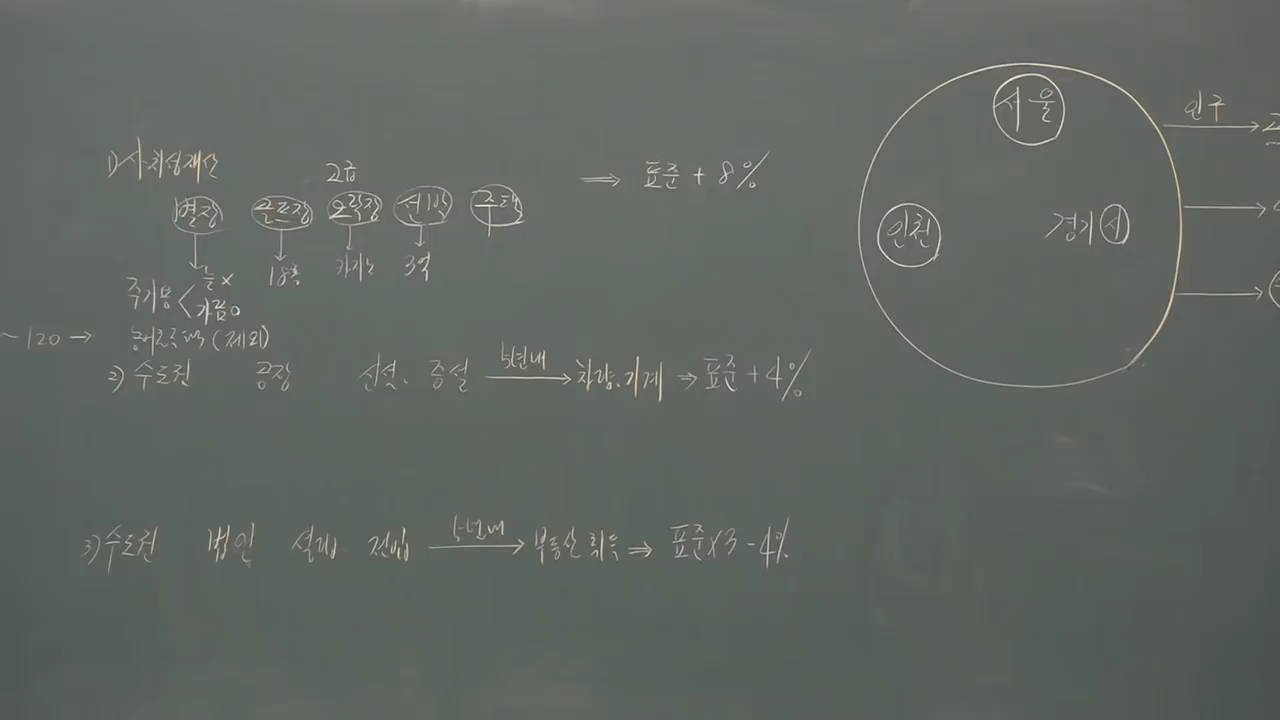 1) 사치성재산
2급
별장 골프장 오락장 선박 주택 ⇒ 표준 + 8%
18홀 카지노 3억
주거용 < 늘 x
가끔 o
~120 → 농어촌주택 (제외)
2) 수도권 공장 신설, 증설 5년내 → 차량.기계 ⇒ 표준 + 4%
3) 수도권 법인 설립 전입 5년내 → 부동산 취득 ⇒ 표준x3 - 4%
서울
인천
경기 시
인구 →